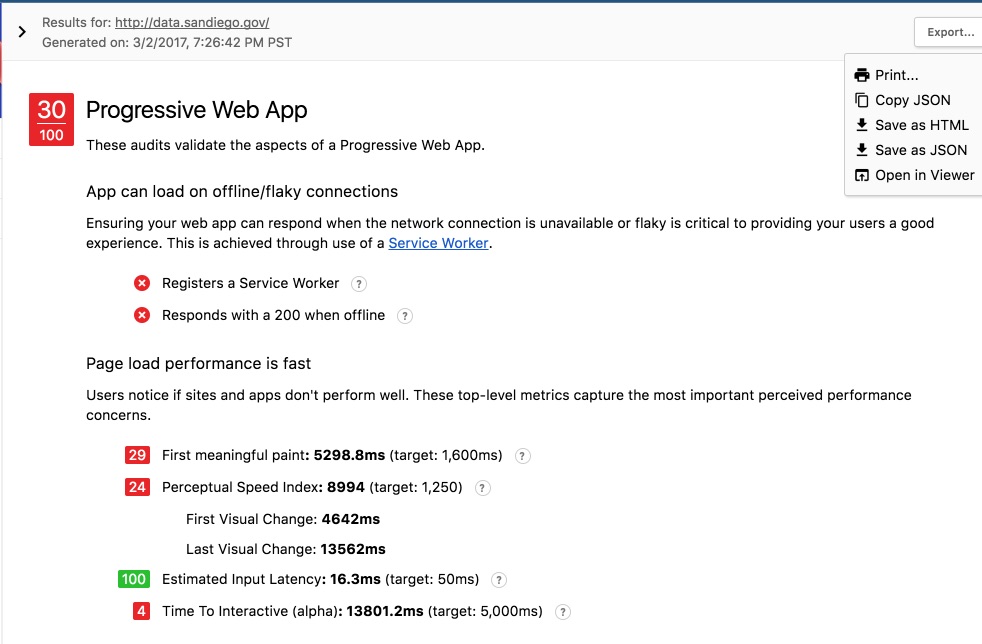 Results for: http://data.sandiego.gov/
Generated on: 3/2/2017, 7:26:42 PM PST
Export...
Print...
Copy JSON
Save as HTML
Save as JSON
Open in Viewer
30
100
Progressive Web App
These audits validate the aspects of a Progressive Web App.
App can load on offline/flaky connections
Ensuring your web app can respond when the network connection is unavailable or flaky is critical to providing your users a good
experience. This is achieved through use of a Service Worker.
Registers a Service Worker ?
Responds with a 200 when offline ?
Page load performance is fast
Users notice if sites and apps don't perform well. These top-level metrics capture the most important perceived performance
concerns.
29 First meaningful paint: 5298.8ms (target: 1,600ms) ?
24 Perceptual Speed Index: 8994 (target: 1,250) ?
First Visual Change: 4642ms
Last Visual Change: 13562ms
100 Estimated Input Latency: 16.3ms (target: 50ms) ?
4 Time To Interactive (alpha): 13801.2ms (target: 5,000ms) ?